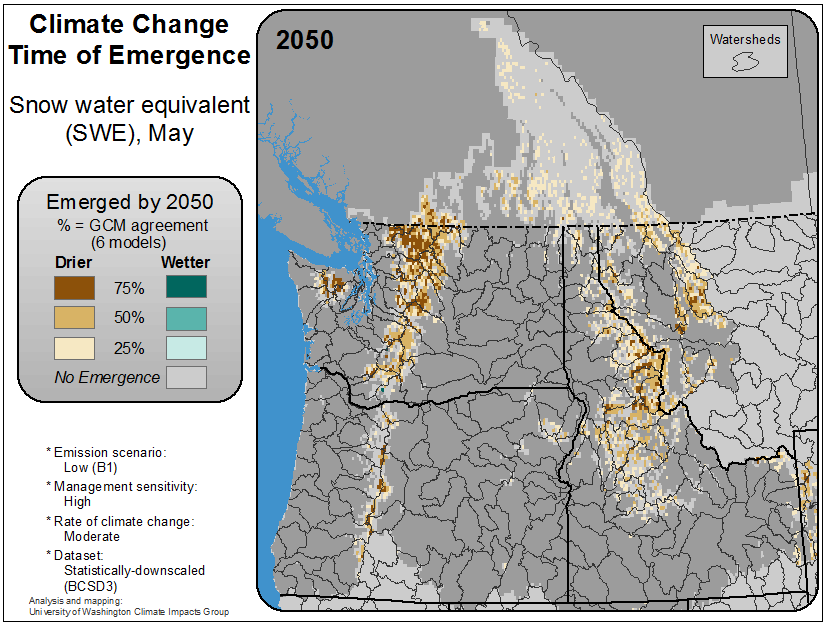 Climate Change
Time of Emergence
Snow water equivalent
(SWE), May
Emerged by 2050
% = GCM agreement
(6 models)
Drier Wetter
75%
50%
25%
No Emergence
* Emission scenario:
Low (B1)
* Management sensitivity:
High
* Rate of climate change:
Moderate
* Dataset:
Statistically-downscaled
(BCSD3)
Analysis and mapping:
University of Washington Climate Impacts Group
2050
Watersheds